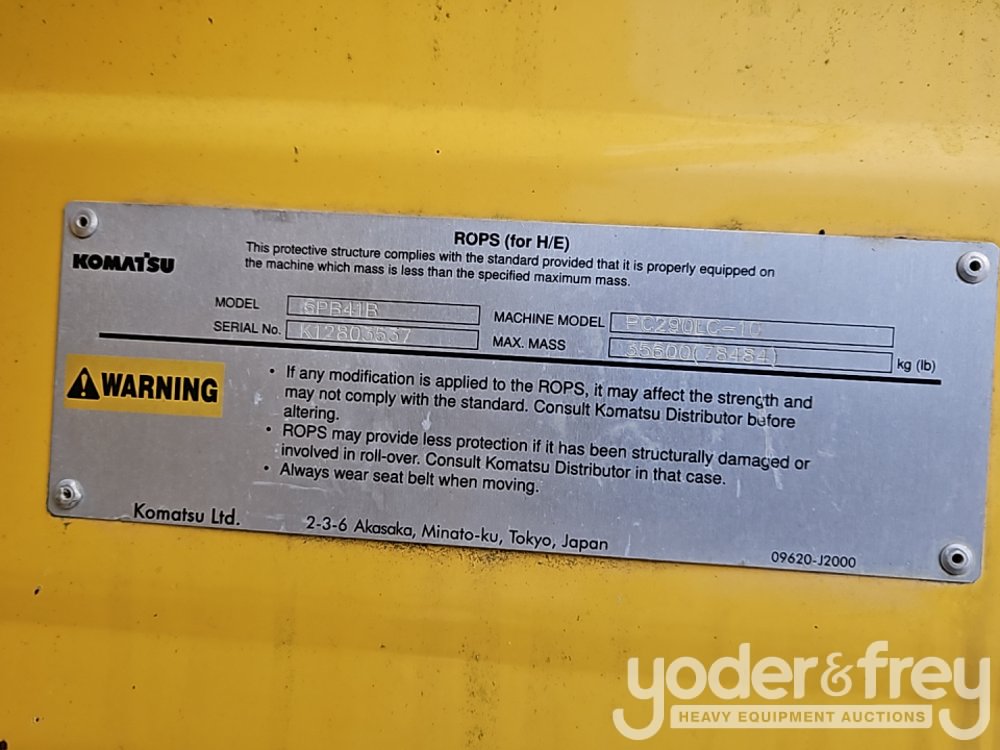 ROPS (for H/E)
KOMATSU
This protective structure complies with the standard provided that it is properly equipped on
the machine which mass is less than the specified maximum mass.
MODEL
SERIAL No. K12803537
MACHINE MODEL PC290LC-10
MAX. MASS 35600(78484) kg (lb)
WARNING
• If any modification is applied to the ROPS, it may affect the strength and
may not comply with the standard. Consult Komatsu Distributor before
altering.
• ROPS may provide less protection if it has been structurally damaged or
involved in roll-over. Consult Komatsu Distributor in that case.
• Always wear seat belt when moving.
Komatsu Ltd. 2-3-6 Akasaka, Minato-ku, Tokyo, Japan
09620-J2000
yoder&frey
HEAVY EQUIPMENT AUCTIONS